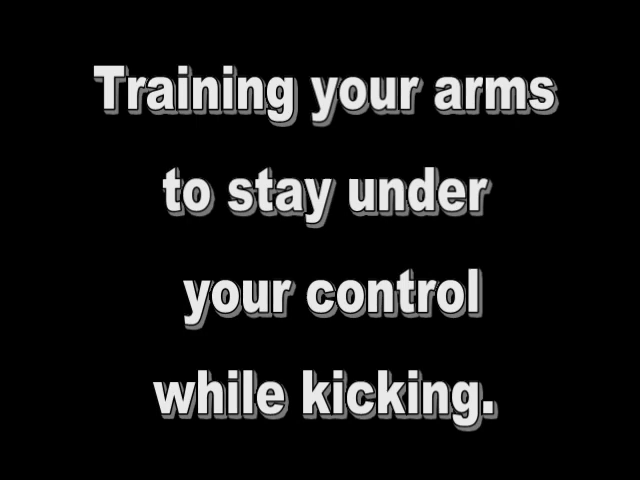 Training your arms
to stay under
your control
while kicking.